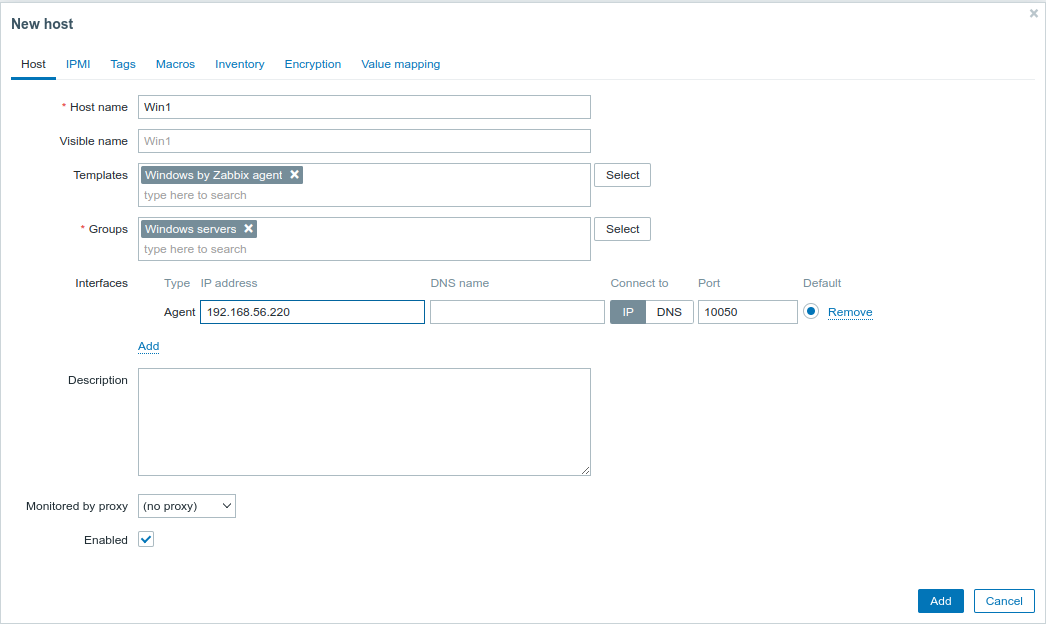 New host
Host IPMI Tags Macros Inventory Encryption Value mapping
* Host name Win1
Visible name Win1
Templates Windows by Zabbix agent Select
type here to search
* Groups Windows servers Select
type here to search
Interfaces Type IP address DNS name Connect to Port Default
Agent 192.168.56.220 IP DNS 10050 Remove
Add
Description
Monitored by proxy (no proxy)
Enabled
Add Cancel